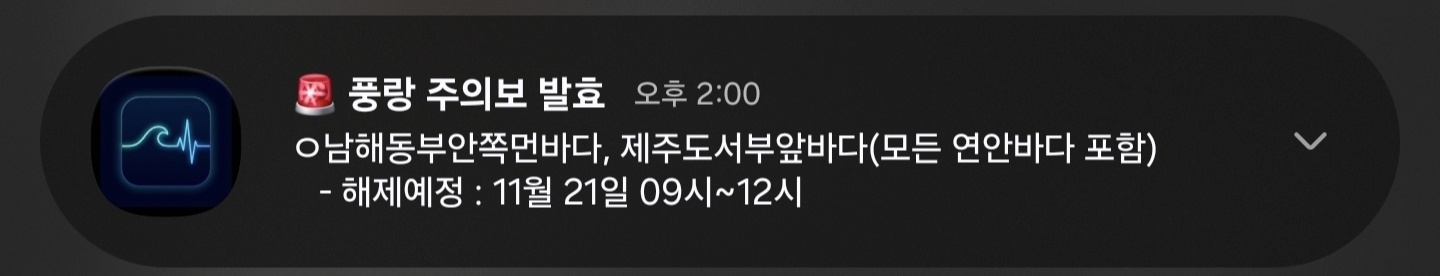 🚨 풍랑 주의보 발효 오후 2:00
ㅇ남해동부안쪽먼바다, 제주도서부앞바다(모든 연안바다 포함)
- 해제예정 : 11월 21일 09시~12시